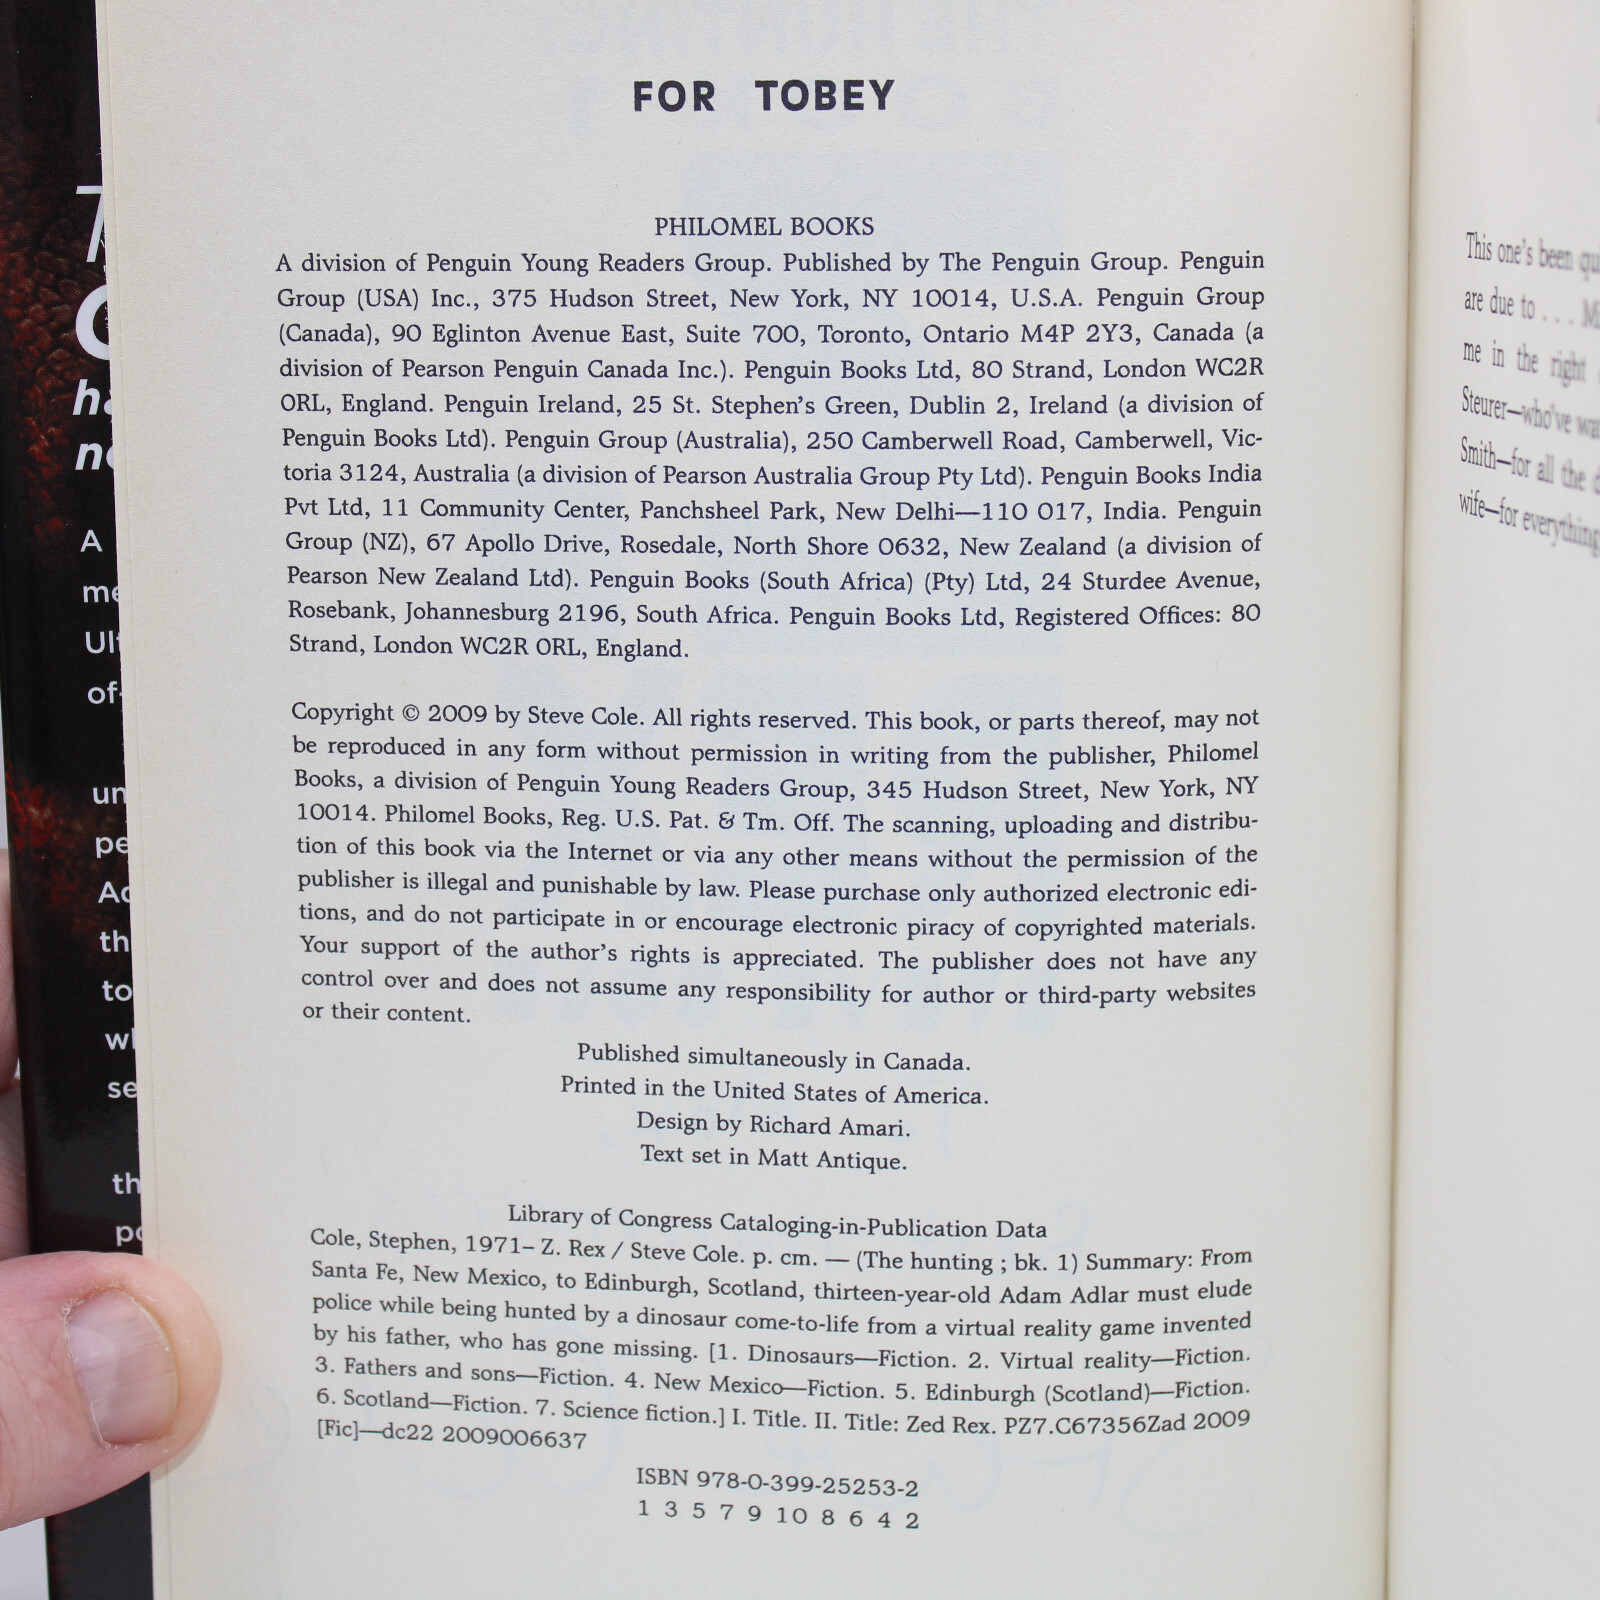 FOR TOBEY
PHILOMEL BOOKS
A division of Penguin Young Readers Group. Published by The Penguin Group. Penguin
Group (USA) Inc., 375 Hudson Street, New York, NY 10014, U.S.A. Penguin Group
(Canada), 90 Eglinton Avenue East, Suite 700, Toronto, Ontario M4P 2Y3, Canada (a
division of Pearson Penguin Canada Inc.). Penguin Books Ltd, 80 Strand, London WC2R
0RL, England. Penguin Ireland, 25 St. Stephen's Green, Dublin 2, Ireland (a division of
Penguin Books Ltd). Penguin Group (Australia), 250 Camberwell Road, Camberwell, Vic-
toria 3124, Australia (a division of Pearson Australia Group Pty Ltd). Penguin Books India
Pvt Ltd, 11 Community Center, Panchsheel Park, New Delhi—110 017, India. Penguin
Group (NZ), 67 Apollo Drive, Rosedale, North Shore 0632, New Zealand (a division of
Pearson New Zealand Ltd). Penguin Books (South Africa) (Pty) Ltd, 24 Sturdee Avenue,
Rosebank, Johannesburg 2196, South Africa. Penguin Books Ltd, Registered Offices: 80
Strand, London WC2R 0RL, England.
Copyright © 2009 by Steve Cole. All rights reserved. This book, or parts thereof, may not
be reproduced in any form without permission in writing from the publisher, Philomel
Books, a division of Penguin Young Readers Group, 345 Hudson Street, New York, NY
10014. Philomel Books, Reg. U.S. Pat. & Tm. Off. The scanning, uploading and distribu-
tion of this book via the Internet or via any other means without the permission of the
publisher is illegal and punishable by law. Please purchase only authorized electronic edi-
tions, and do not participate in or encourage electronic piracy of copyrighted materials.
Your support of the author's rights is appreciated. The publisher does not have any
control over and does not assume any responsibility for author or third-party websites
or their content.
Published simultaneously in Canada.
Printed in the United States of America.
Design by Richard Amari.
Text set in Matt Antique.
Library of Congress Cataloging-in-Publication Data
Cole, Stephen, 1971– Z. Rex / Steve Cole. p. cm. — (The hunting ; bk. 1) Summary: From
Santa Fe, New Mexico, to Edinburgh, Scotland, thirteen-year-old Adam Adlar must elude
police while being hunted by a dinosaur come-to-life from a virtual reality game invented
by his father, who has gone missing. [1. Dinosaurs—Fiction. 2. Virtual reality—Fiction.
3. Fathers and sons—Fiction. 4. New Mexico—Fiction. 5. Edinburgh (Scotland)—Fiction.
6. Scotland—Fiction. 7. Science fiction.] I. Title. II. Title: Zed Rex. PZ7.C67356Zad 2009
[Fic]—dc22 2009006637
ISBN 978-0-399-25253-2
1 3 5 7 9 10 8 6 4 2
This one's been
are due to . . .
me in the right
Steurer—who've
Smith—for all the
wife—for everything